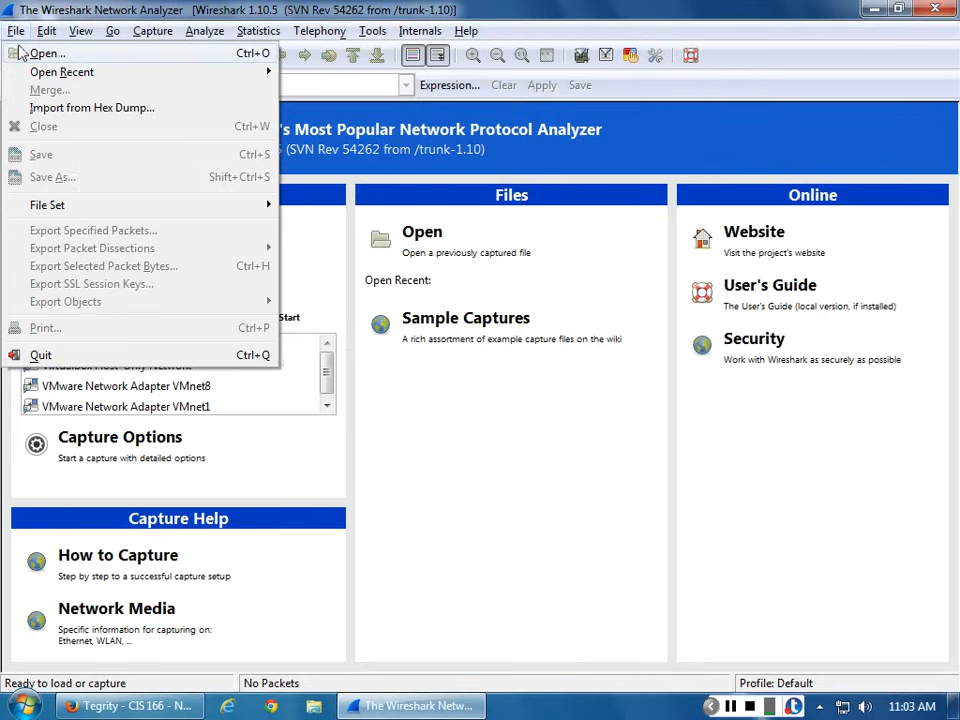 The Wireshark Network Analyzer [Wireshark 1.10.5 (SVN Rev 54262 from /trunk-1.10)]
File Edit View Go Capture Analyze Statistics Telephony Tools Internals Help
Open... Ctrl+O
Open Recent
Merge...
Import from Hex Dump...
Close Ctrl+W
Save Ctrl+S
Save As... Shift+Ctrl+S
File Set
Export Specified Packets...
Export Packet Dissections
Export Selected Packet Bytes... Ctrl+H
Export SSL Session Keys...
Export Objects
Print... Ctrl+P
Quit Ctrl+Q
Expression... Clear Apply Save
's Most Popular Network Protocol Analyzer
(SVN Rev 54262 from /trunk-1.10)
Start
VMware Network Adapter VMnet8
VMware Network Adapter VMnet1
Capture Options
Start a capture with detailed options
Capture Help
How to Capture
Step by step to a successful capture setup
Network Media
Specific information for capturing on:
Ethernet, WLAN, ...
Files
Open
Open a previously captured file
Open Recent:
Sample Captures
A rich assortment of example capture files on the wiki
Online
Website
Visit the project's website
User's Guide
The User's Guide (local version, if installed)
Security
Work with Wireshark as securely as possible
Ready to load or capture
No Packets
Profile: Default
Tegrity - CIS 166 - N...
The Wireshark Netw...
11:03 AM